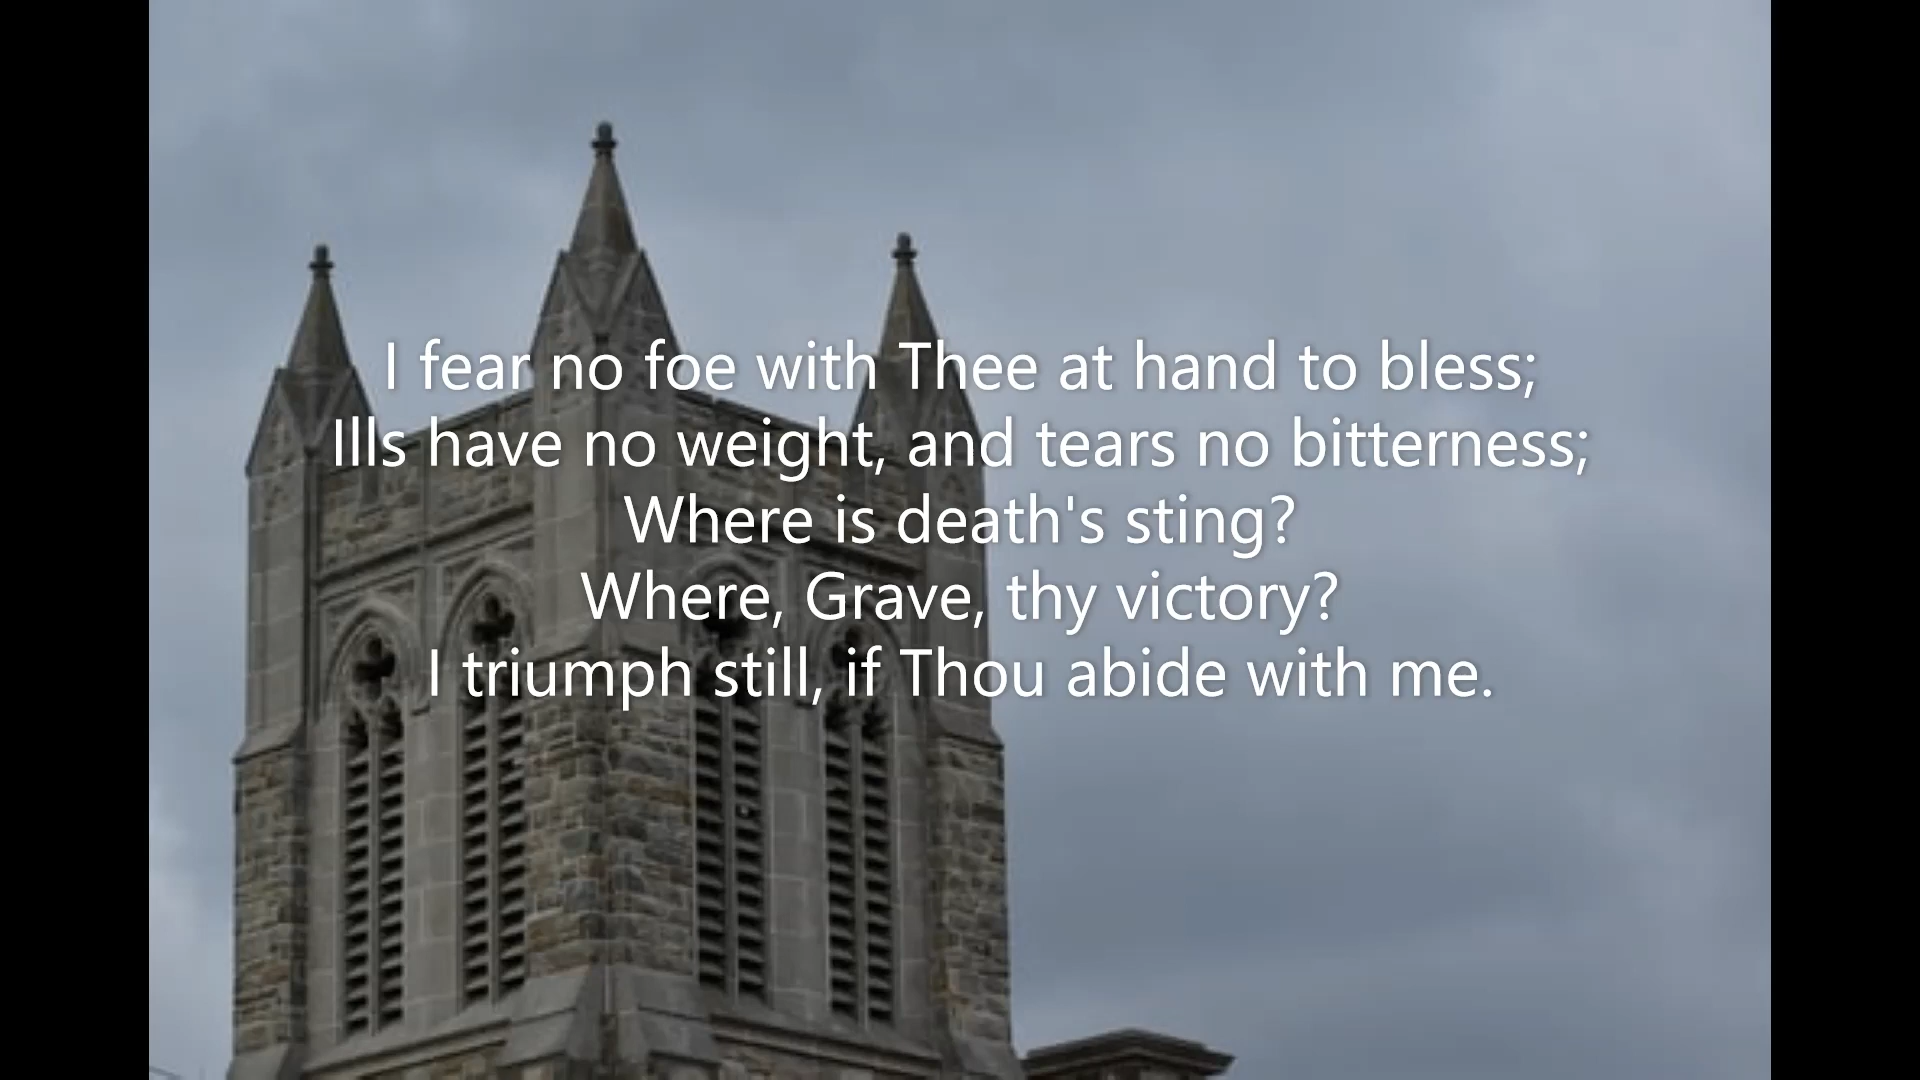 I fear no foe with Thee at hand to bless;
Ills have no weight, and tears no bitterness;
Where is death's sting?
Where, Grave, thy victory?
I triumph still, if Thou abide with me.